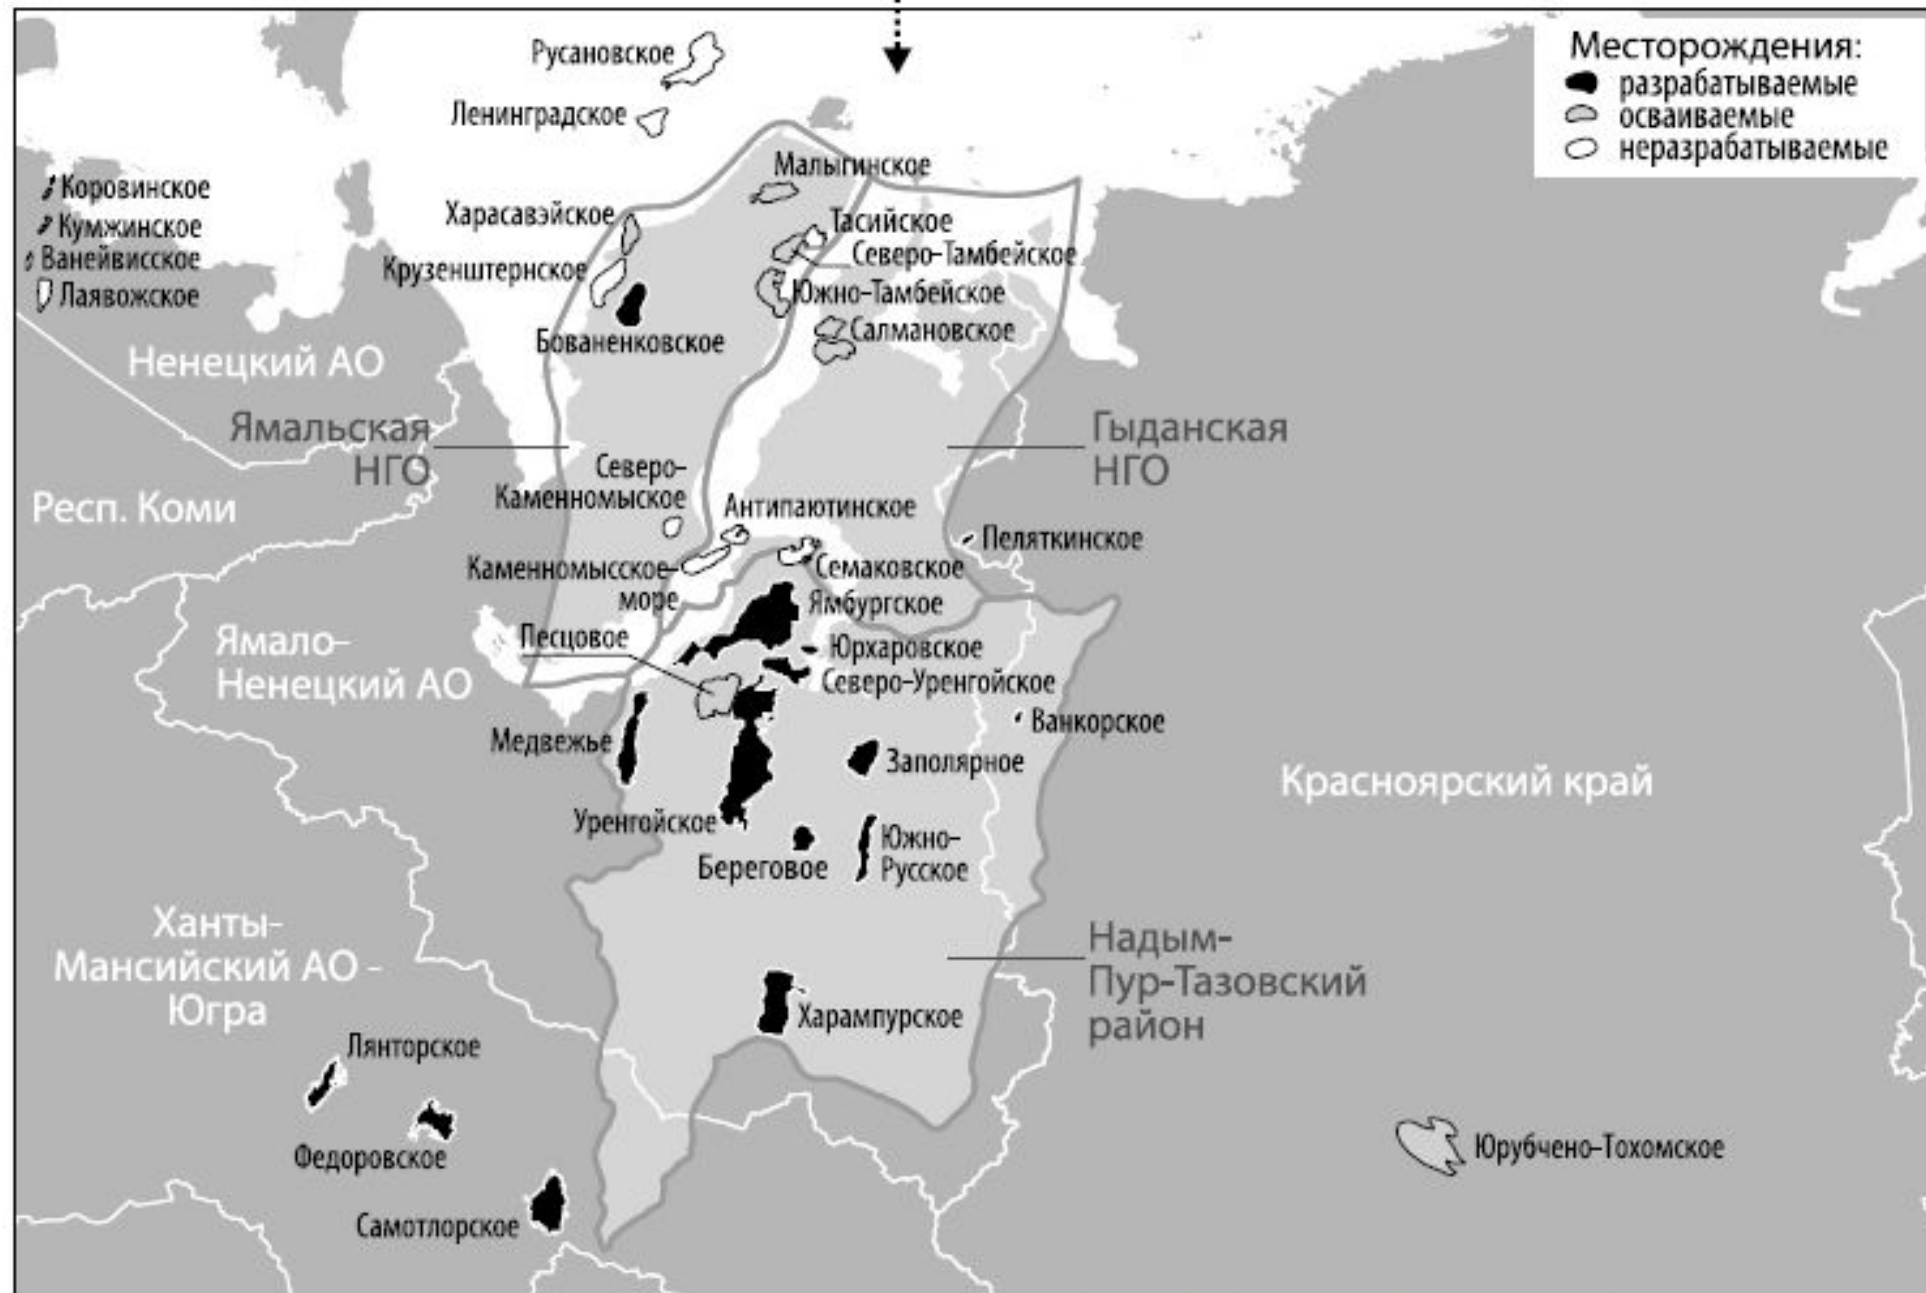 Месторождения:
разрабатываемые
осваиваемые
неразрабатываемые
Русановское
Ленинградское
Малыгинское
Коровинское
Кумжинское
Ванейвисское
Лаявожское
Харасавэйское
Тасийское
Северо-Тамбейское
Крузенштернское
Южно-Тамбейское
Салмановское
Бованенковское
Ненецкий АО
Ямальская
НГО
Гыданская
НГО
Северо-
Каменномыское
Респ. Коми
Антипаютинское
Пеляткинское
Каменномысское-
море
Семаковское
Ямбургское
Песцовое
Юрхаровское
Ямало-
Ненецкий АО
Северо-Уренгойское
Ванкорское
Медвежье
Заполярное
Красноярский край
Уренгойское
Южно-
Русское
Береговое
Ханты-
Мансийский АО -
Югра
Надым-
Пур-Тазовский
район
Харампурское
Лянторское
Федоровское
Юрубчено-Тохомское
Самотлорское